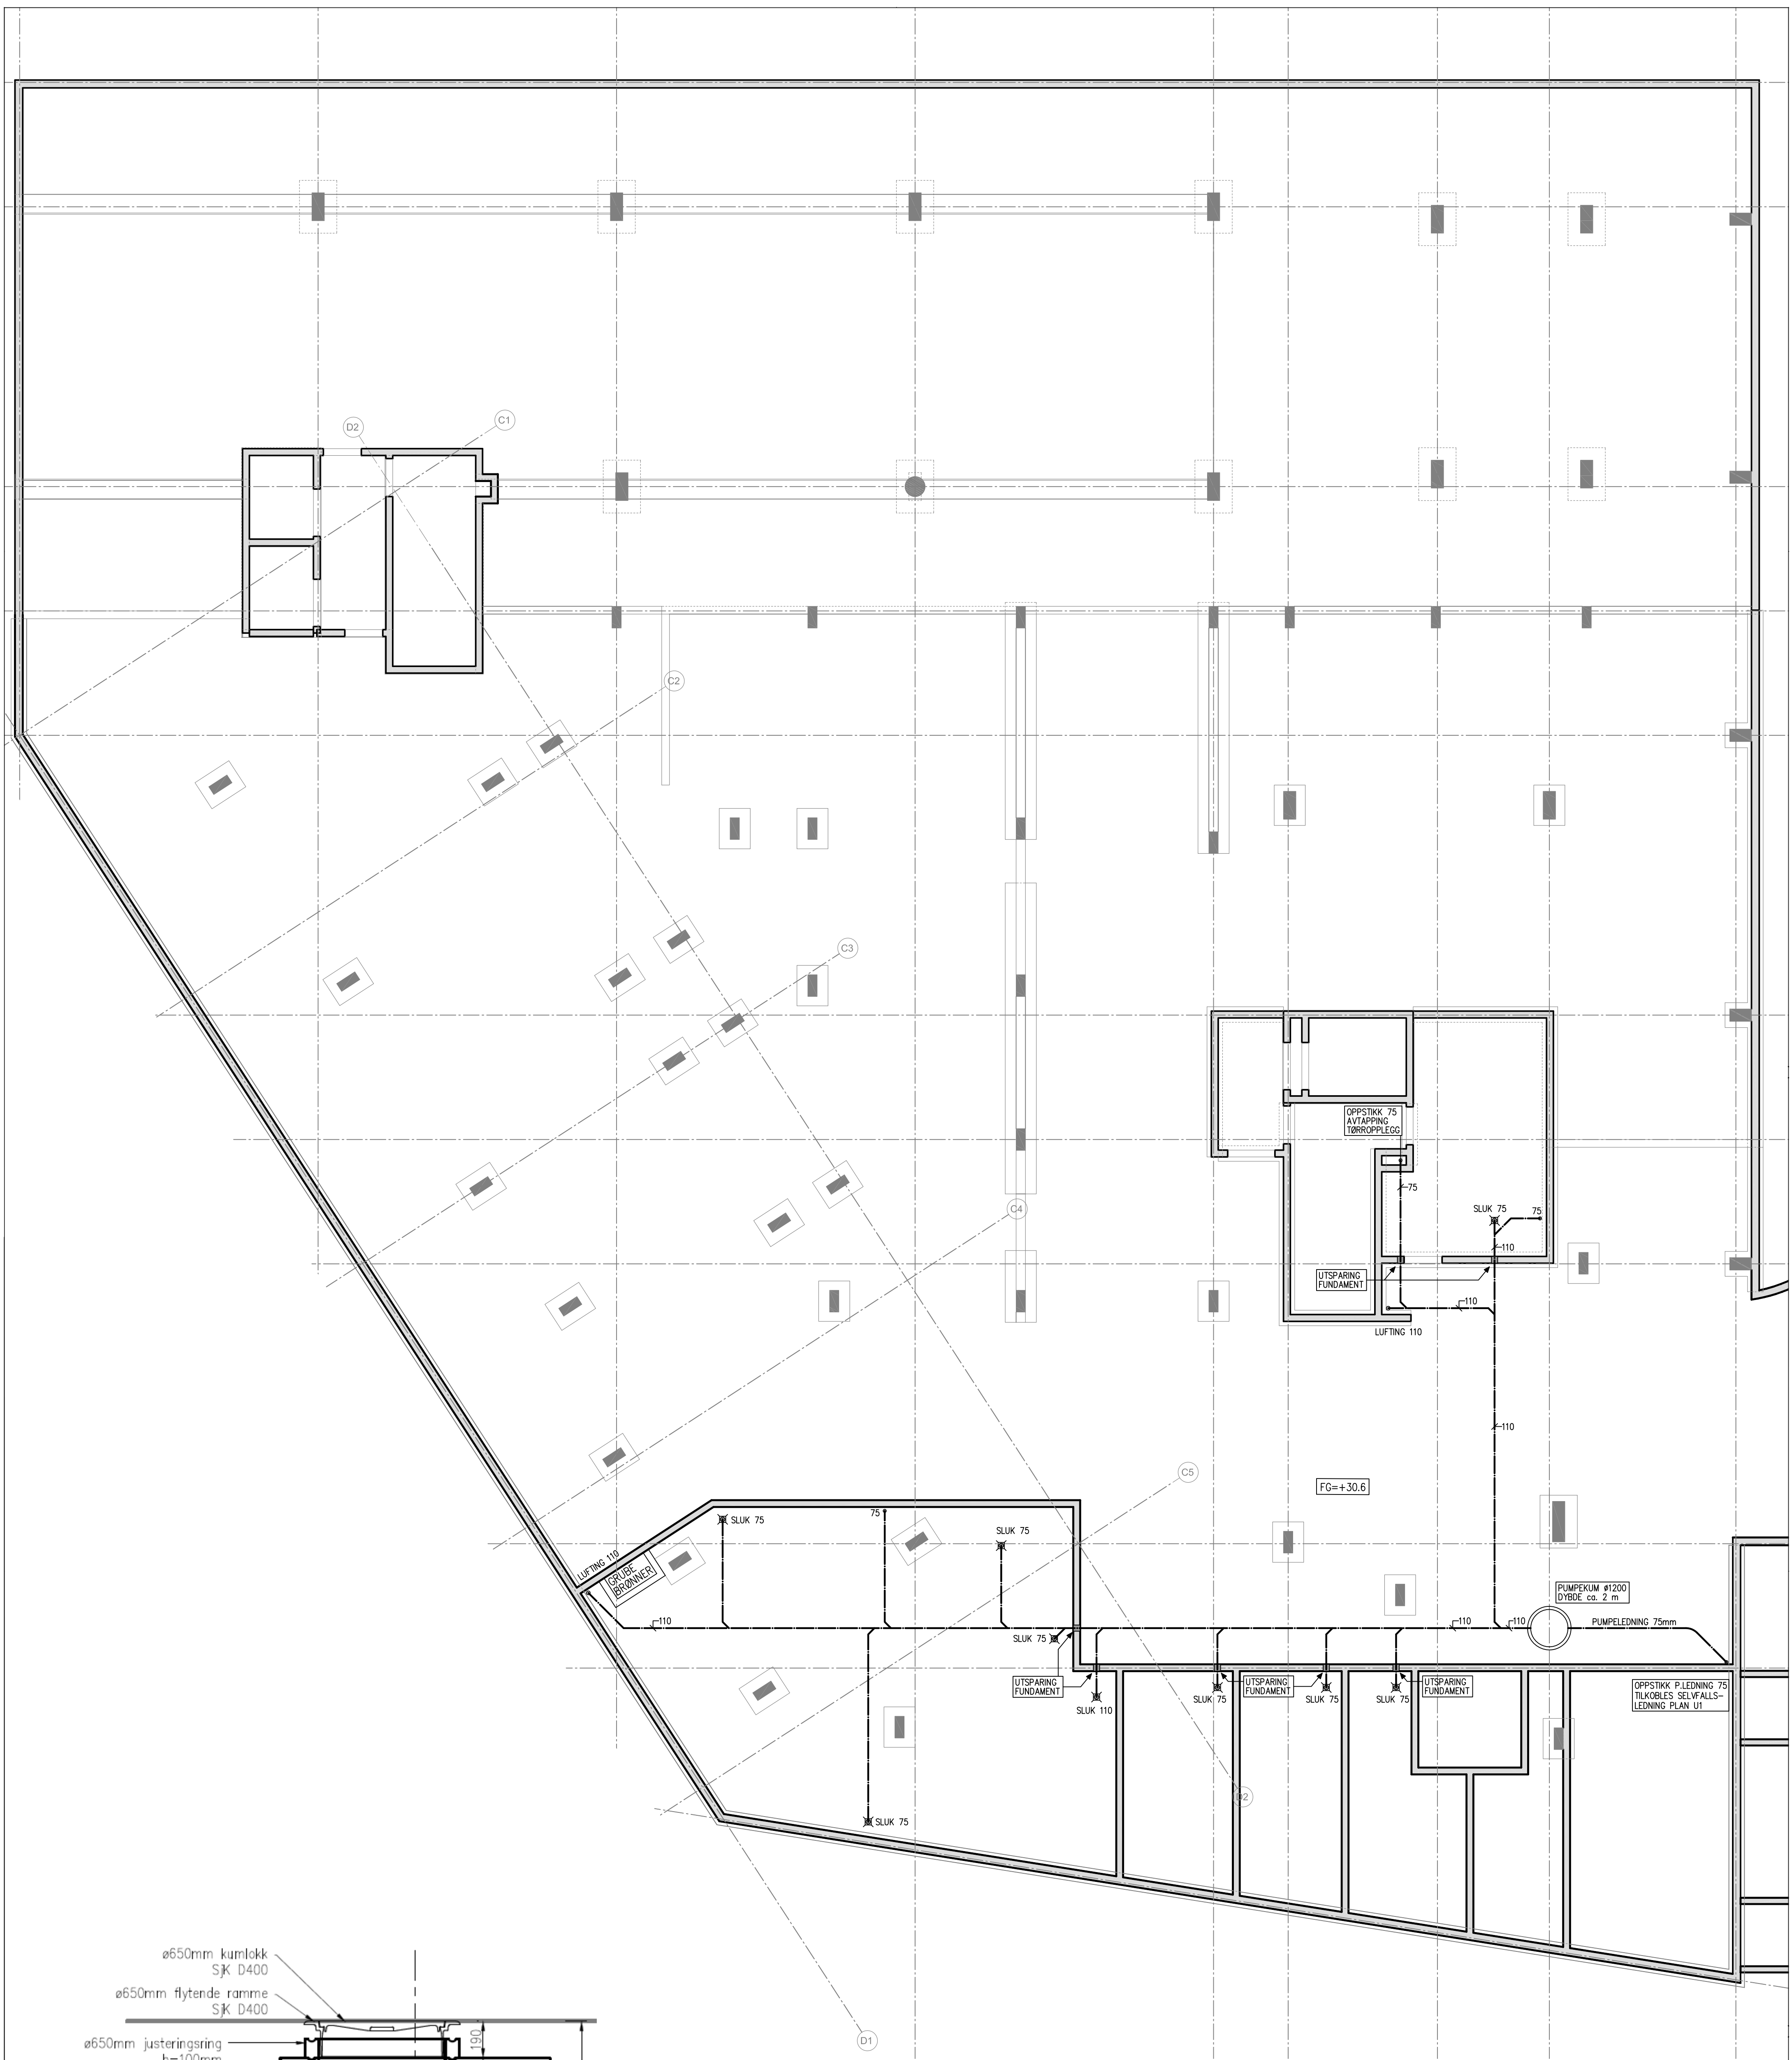 C1
D2
C2
C3
OPPSTIKK 75
AVTAPPING
TØRROPPLEGG
75
C4
SLUK 75
75
110
UTSPARING
FUNDAMENT
110
LUFTING 110
110
C5
FG=+30.6
75
SLUK 75
SLUK 75
LUFTING 110
GRUBE
BRØNNER
PUMPEKUM ø1200
DYBDE ca. 2 m
110
110
110
PUMPELEDNING 75mm
SLUK 75
UTSPARING
FUNDAMENT
UTSPARING
FUNDAMENT
UTSPARING
FUNDAMENT
OPPSTIKK P.LEDNING 75
TILKOBLES SELVFALLS-
LEDNING PLAN U1
SLUK 75
SLUK 75
SLUK 75
SLUK 110
D2
SLUK 75
ø650mm kumlokk
SjK D400
ø650mm flytende ramme
SjK D400
190
ø650mm justeringsring
h=100mm
D1